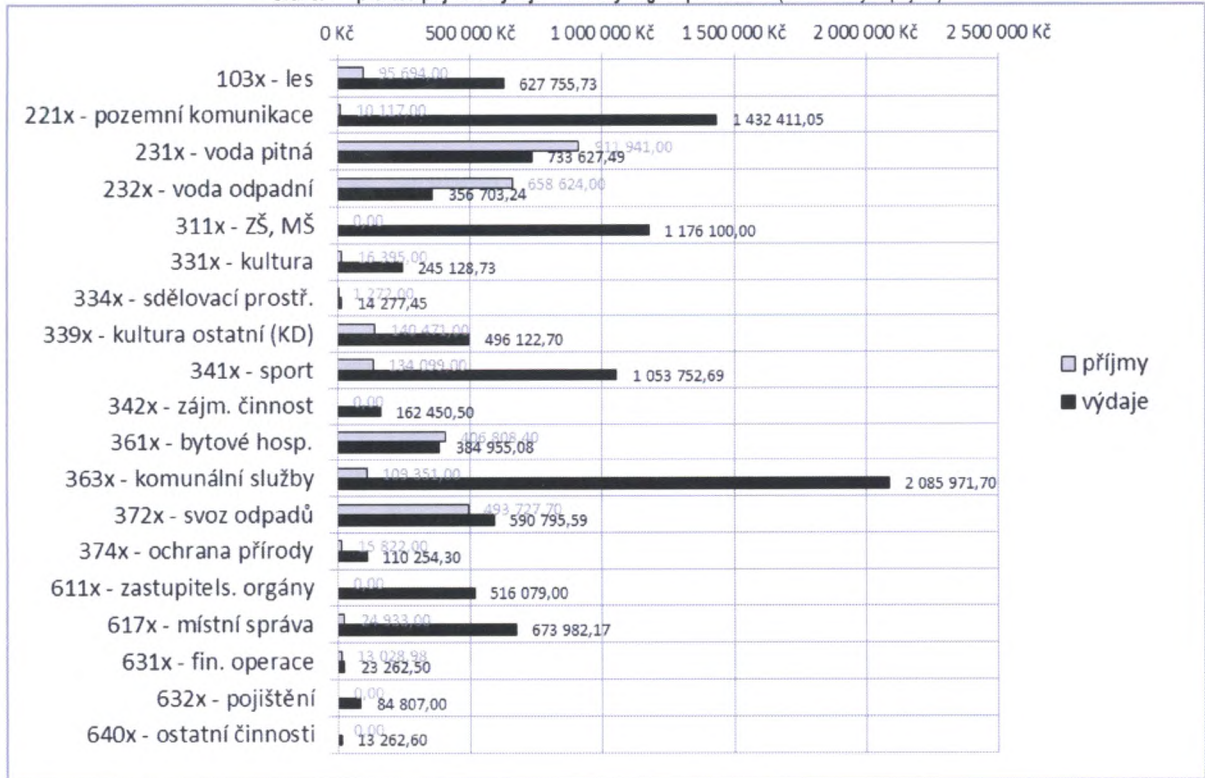 0 Kč 500 000 Kč 1 000 000 Kč 1 500 000 Kč 2 000 000 Kč 2 500 000 Kč
103x - les 95 694,00 627 755,73
221x - pozemní komunikace 10 117,00 1 432 411,05
231x - voda pitná 911 941,00 733 627,49
232x - voda odpadní 658 624,00 356 703,24
311x - ZŠ, MŠ 0,00 1 176 100,00
331x - kultura 16 395,00 245 128,73
334x - sdělovací prostř. 1 272,00 14 277,45
339x - kultura ostatní (KD) 140 471,00 496 122,70
341x - sport 134 099,00 1 053 752,69
342x - zájm. činnost 0,00 162 450,50
361x - bytové hosp. 406 808,40 384 955,08
363x - komunální služby 109 351,00 2 085 971,70
372x - svoz odpadů 493 727,70 590 795,59
374x - ochrana přírody 15 822,00 110 254,30
611x - zastupitels. orgány 0,00 516 079,00
617x - místní správa 24 933,00 673 982,17
631x - fin. operace 13 028,98 23 262,50
632x - pojištění 0,00 84 807,00
640x - ostatní činnosti 0,00 13 262,60
příjmy
výdaje